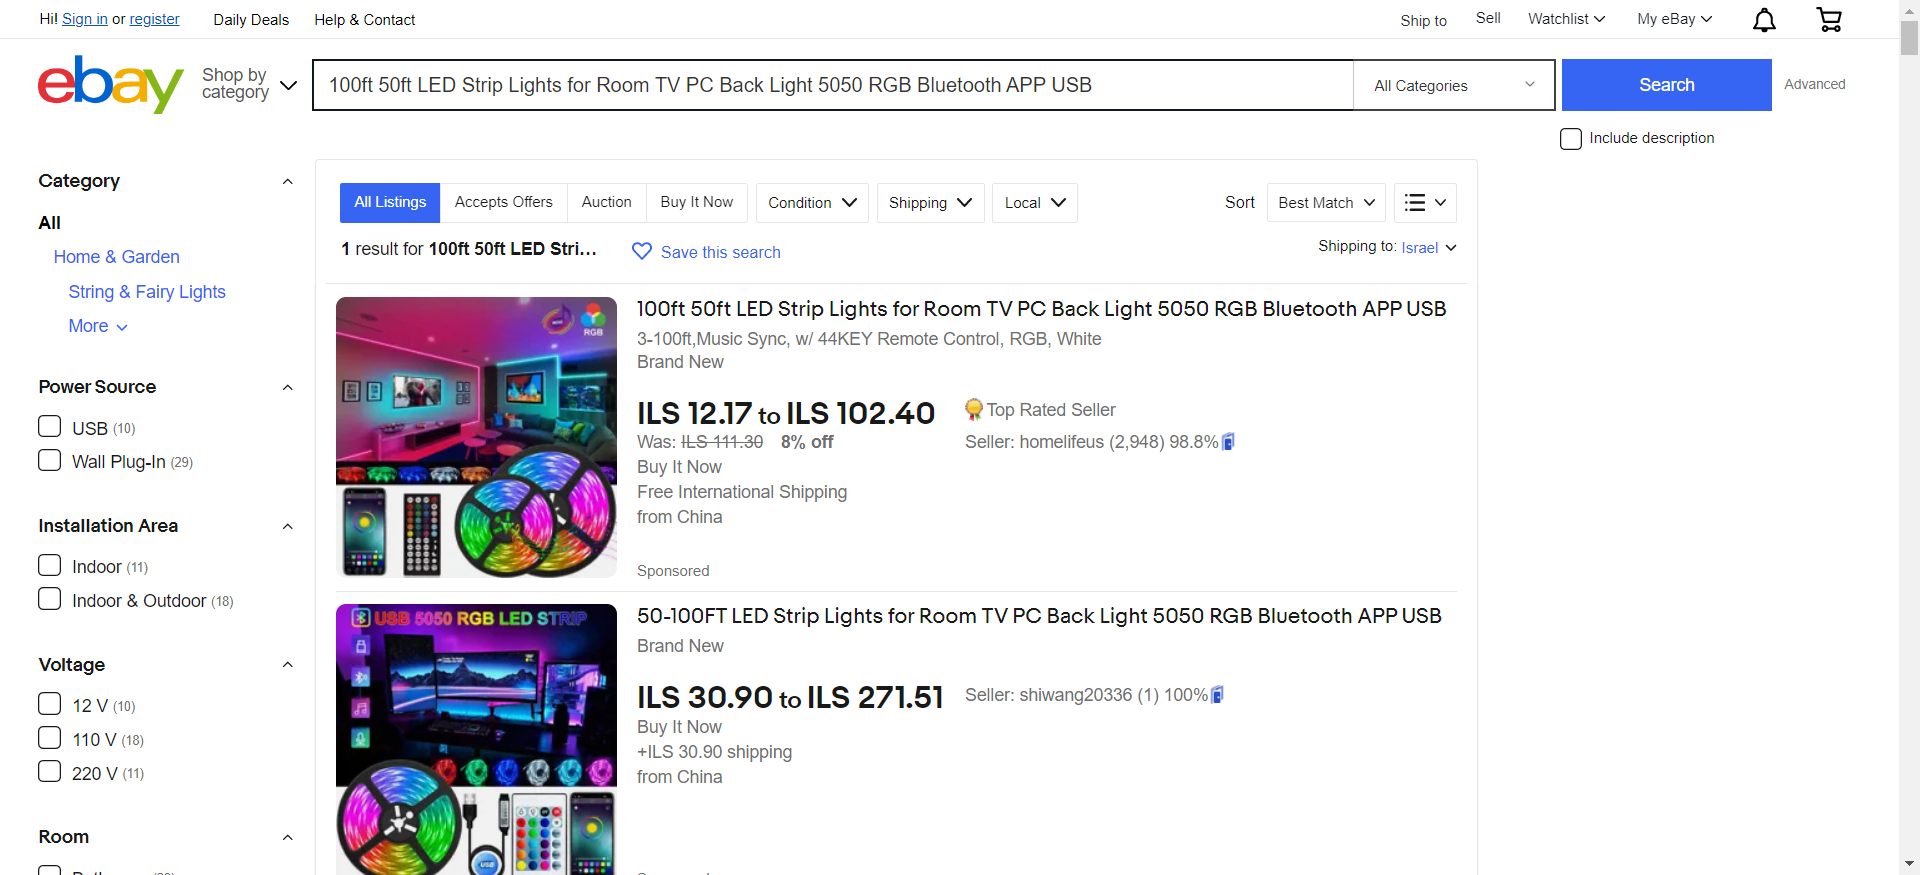 Hi! Sign in or register
Daily Deals
Help & Contact
Ship to
Sell
Watchlist
My eBay
ebay
Shop by category
100ft 50ft LED Strip Lights for Room TV PC Back Light 5050 RGB Bluetooth APP USB
All Categories
Search
Advanced
Include description
Category
All
Home & Garden
String & Fairy Lights
More
Power Source
USB (10)
Wall Plug-In (29)
Installation Area
Indoor (11)
Indoor & Outdoor (18)
Voltage
12 V (10)
110 V (18)
220 V (11)
Room
All Listings
Accepts Offers
Auction
Buy It Now
Condition
Shipping
Local
Sort
Best Match
1 result for 100ft 50ft LED Stri...
Save this search
Shipping to: Israel
RGB
100ft 50ft LED Strip Lights for Room TV PC Back Light 5050 RGB Bluetooth APP USB
3-100ft,Music Sync, w/ 44KEY Remote Control, RGB, White
Brand New
ILS 12.17 to ILS 102.40
Was: ILS 111.30 8% off
Buy It Now
Free International Shipping
from China
Top Rated Seller
Seller: homelifeus (2,948) 98.8%
Sponsored
USB 5050 RGB LED STRIP
USB
50-100FT LED Strip Lights for Room TV PC Back Light 5050 RGB Bluetooth APP USB
Brand New
ILS 30.90 to ILS 271.51
Buy It Now
+ILS 30.90 shipping
from China
Seller: shiwang20336 (1) 100%